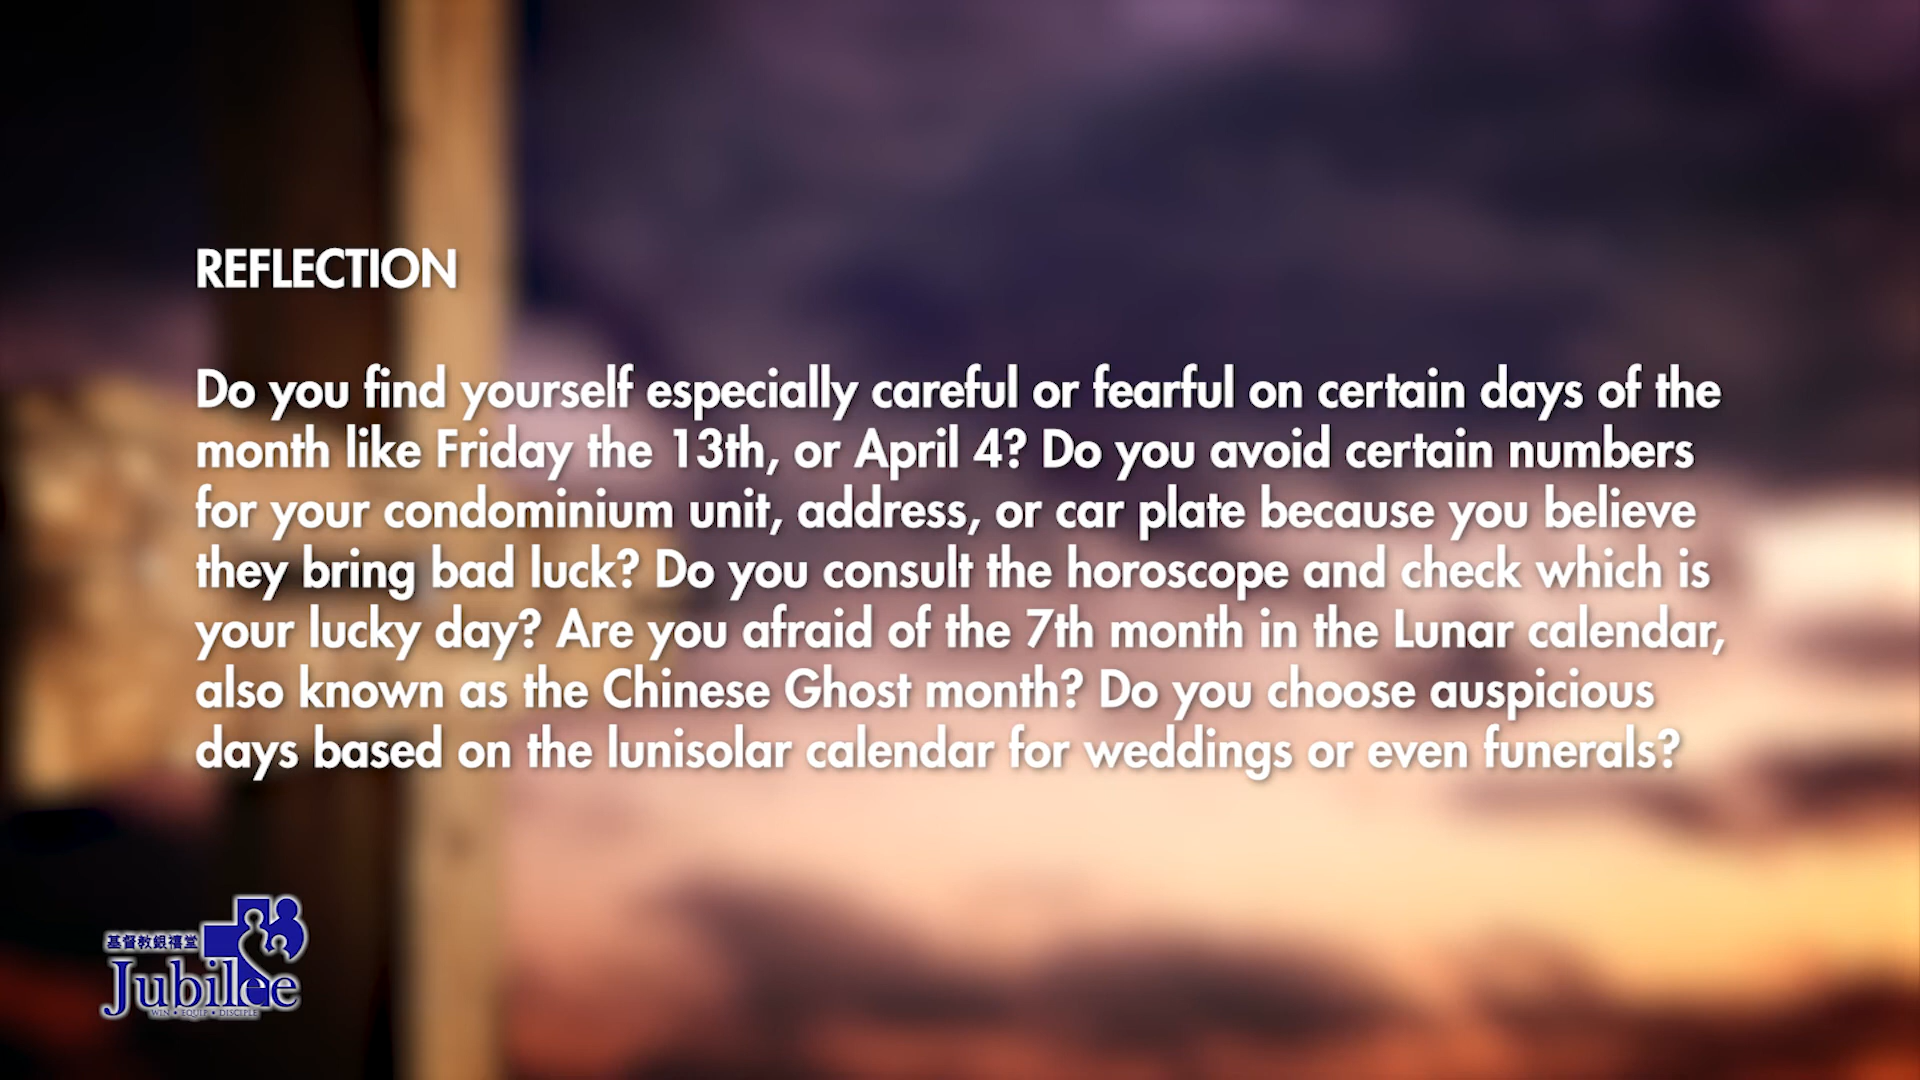 REFLECTION
Do you find yourself especially careful or fearful on certain days of the
month like Friday the 13th, or April 4? Do you avoid certain numbers
for your condominium unit, address, or car plate because you believe
they bring bad luck? Do you consult the horoscope and check which is
your lucky day? Are you afraid of the 7th month in the Lunar calendar,
also known as the Chinese Ghost month? Do you choose auspicious
days based on the lunisolar calendar for weddings or even funerals?
基督教銀禧堂
Jubilee
WIN • EQUIP • DISCIPLE